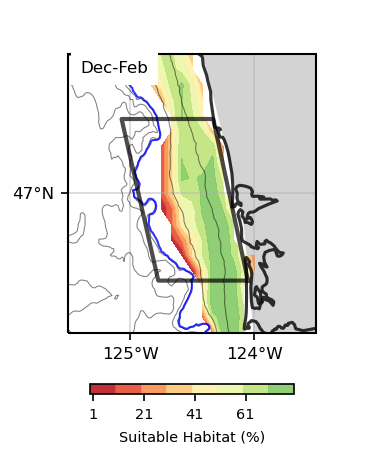 Dec-Feb
47°N
125°W 124°W
1 21 41 61
Suitable Habitat (%)